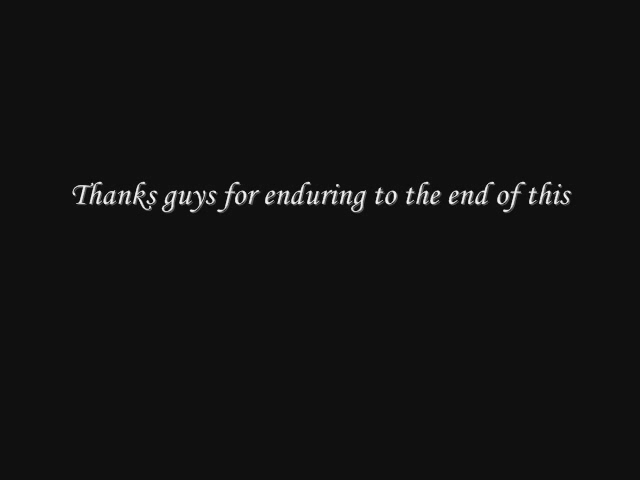 Thanks guys for enduring to the end of this